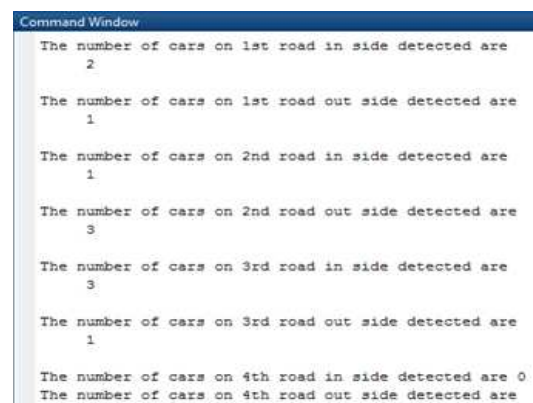 Command Window
The number of cars on 1st road in side detected are
2
The number of cars on 1st road out side detected are
1
The number of cars on 2nd road in side detected are
1
The number of cars on 2nd road out side detected are
3
The number of cars on 3rd road in side detected are
3
The number of cars on 3rd road out side detected are
1
The number of cars on 4th road in side detected are 0
The number of cars on 4th road out side detected are